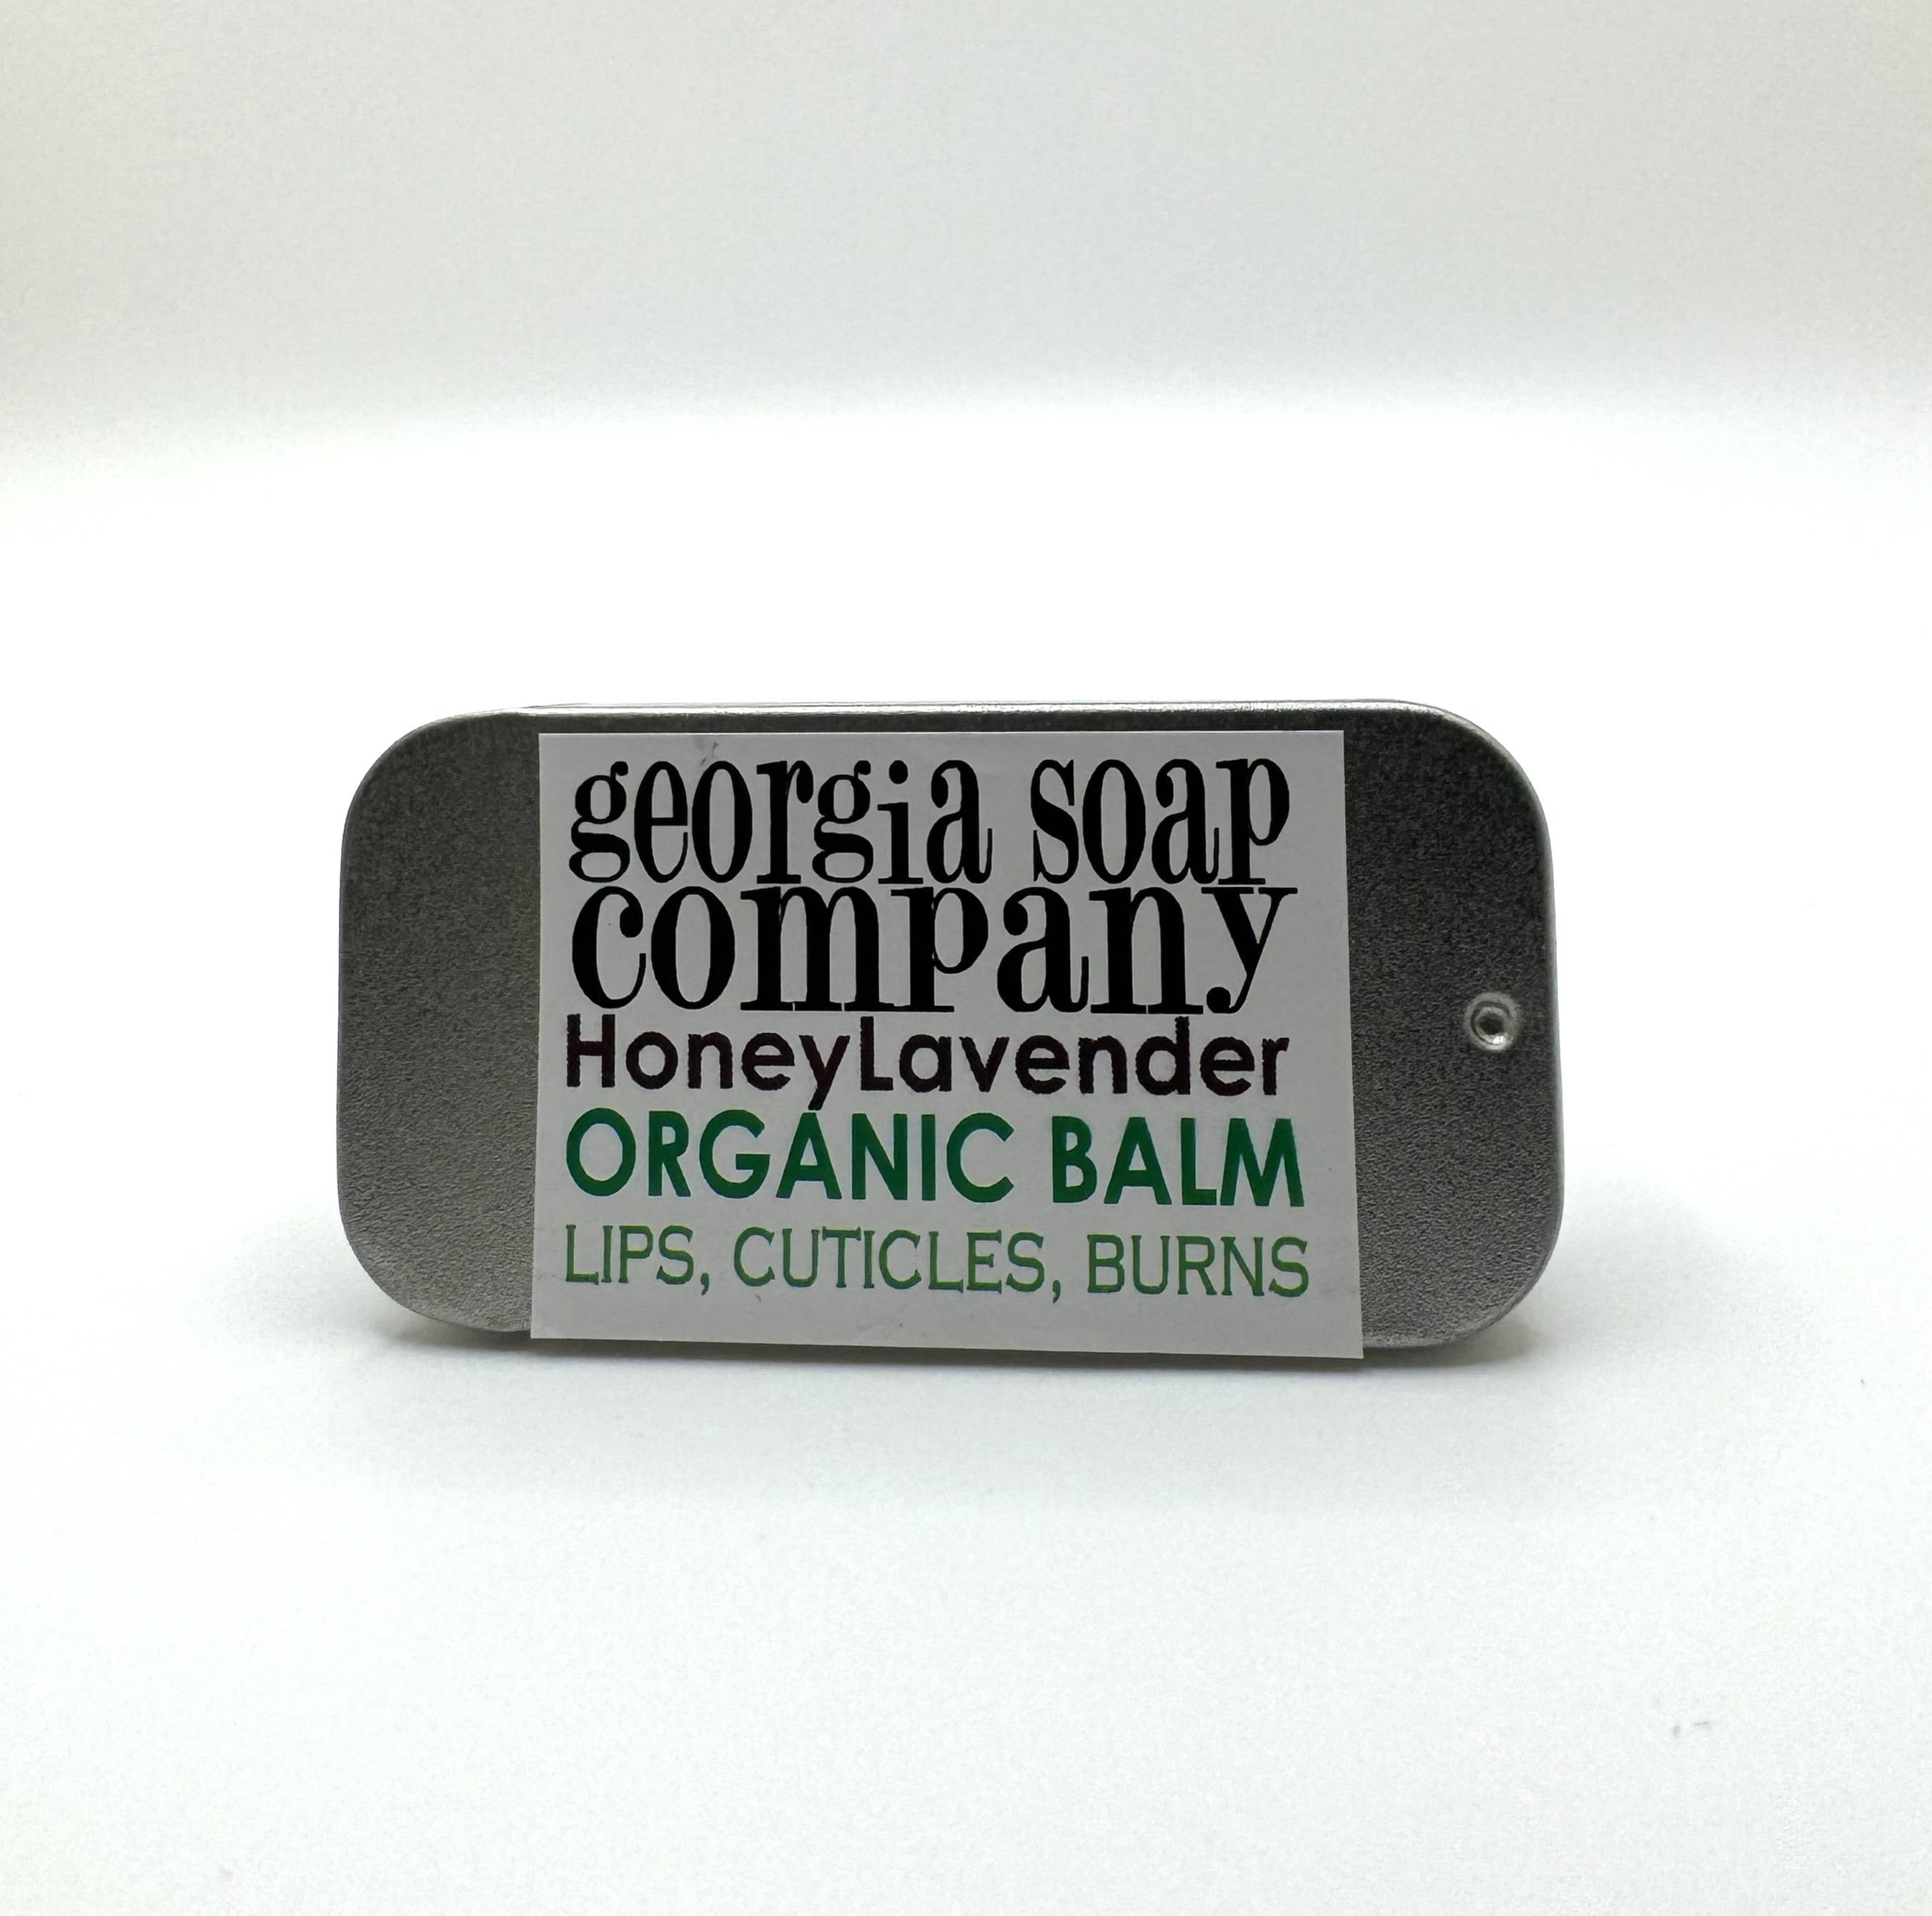 georgia soap
company
HoneyLavender
ORGANIC BALM
LIPS, CUTICLES, BURNS